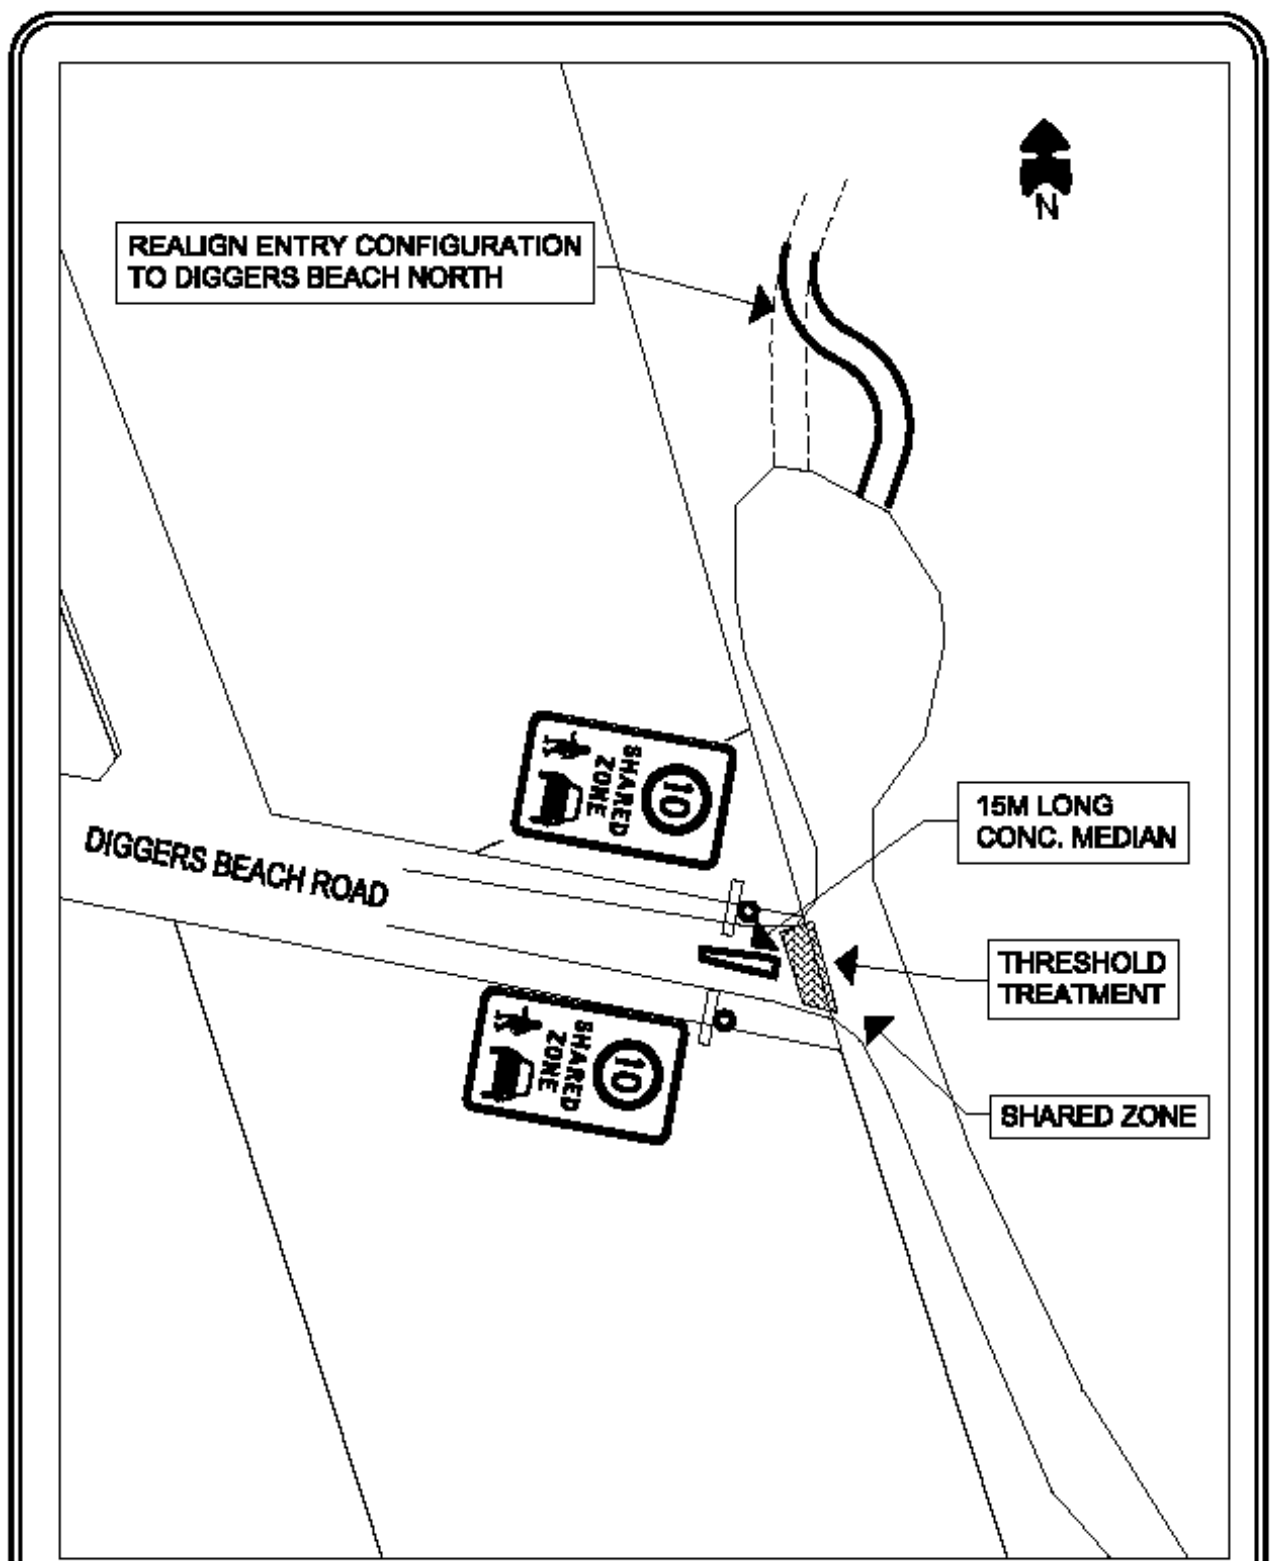 N
REALIGN ENTRY CONFIGURATION
TO DIGGERS BEACH NORTH
SHARED
ZONE
10
15M LONG
CONC. MEDIAN
DIGGERS BEACH ROAD
THRESHOLD
TREATMENT
SHARED
ZONE
10
SHARED ZONE